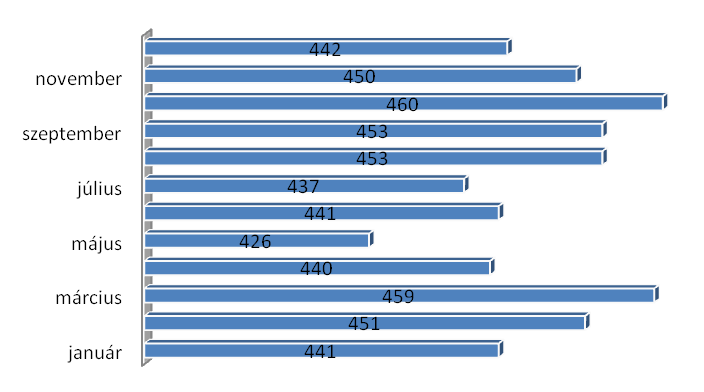 442
november 450
460
szeptember 453
453
július 437
441
május 426
440
március 459
451
január 441